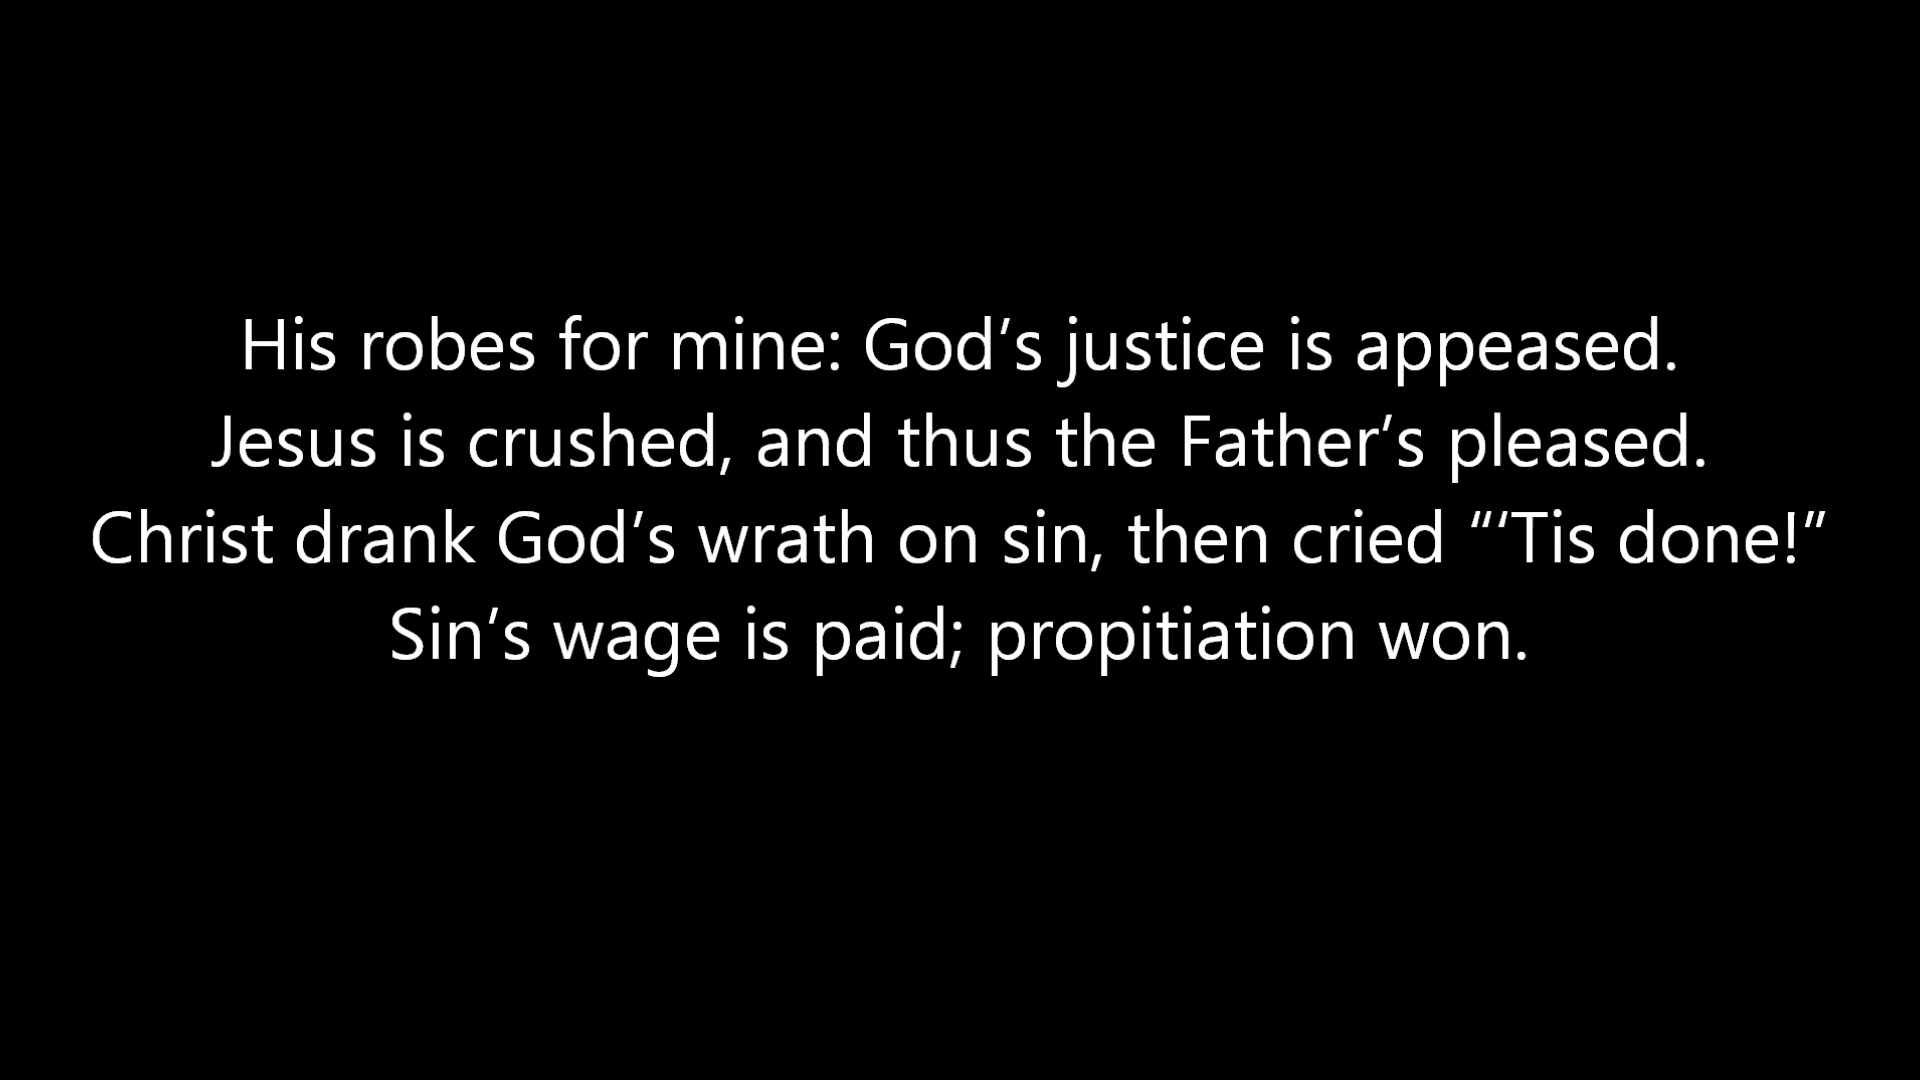 His robes for mine: God’s justice is appeased.
Jesus is crushed, and thus the Father’s pleased.
Christ drank God’s wrath on sin, then cried “‘Tis done!”
Sin’s wage is paid; propitiation won.